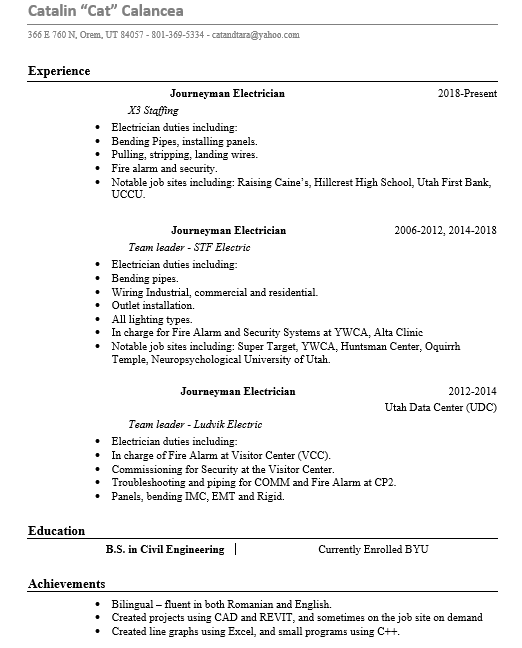 Catalin “Cat” Calancea
366 E 760 N, Orem, UT 84057 - 801-369-5334 - catandtara@yahoo.com
Experience
Journeyman Electrician 2018-Present
X3 Staffing
• Electrician duties including:
• Bending Pipes, installing panels.
• Pulling, stripping, landing wires.
• Fire alarm and security.
• Notable job sites including: Raising Caine’s, Hillcrest High School, Utah First Bank,
UCCU.
Journeyman Electrician 2006-2012, 2014-2018
Team leader - STF Electric
• Electrician duties including:
• Bending pipes.
• Wiring Industrial, commercial and residential.
• Outlet installation.
• All lighting types.
• In charge for Fire Alarm and Security Systems at YWCA, Alta Clinic
• Notable job sites including: Super Target, YWCA, Huntsman Center, Oquirrh
Temple, Neuropsychological University of Utah.
Journeyman Electrician 2012-2014
Utah Data Center (UDC)
Team leader - Ludvik Electric
• Electrician duties including:
• In charge of Fire Alarm at Visitor Center (VCC).
• Commissioning for Security at the Visitor Center.
• Troubleshooting and piping for COMM and Fire Alarm at CP2.
• Panels, bending IMC, EMT and Rigid.
Education
B.S. in Civil Engineering | Currently Enrolled BYU
Achievements
• Bilingual – fluent in both Romanian and English.
• Created projects using CAD and REVIT, and sometimes on the job site on demand
• Created line graphs using Excel, and small programs using C++.